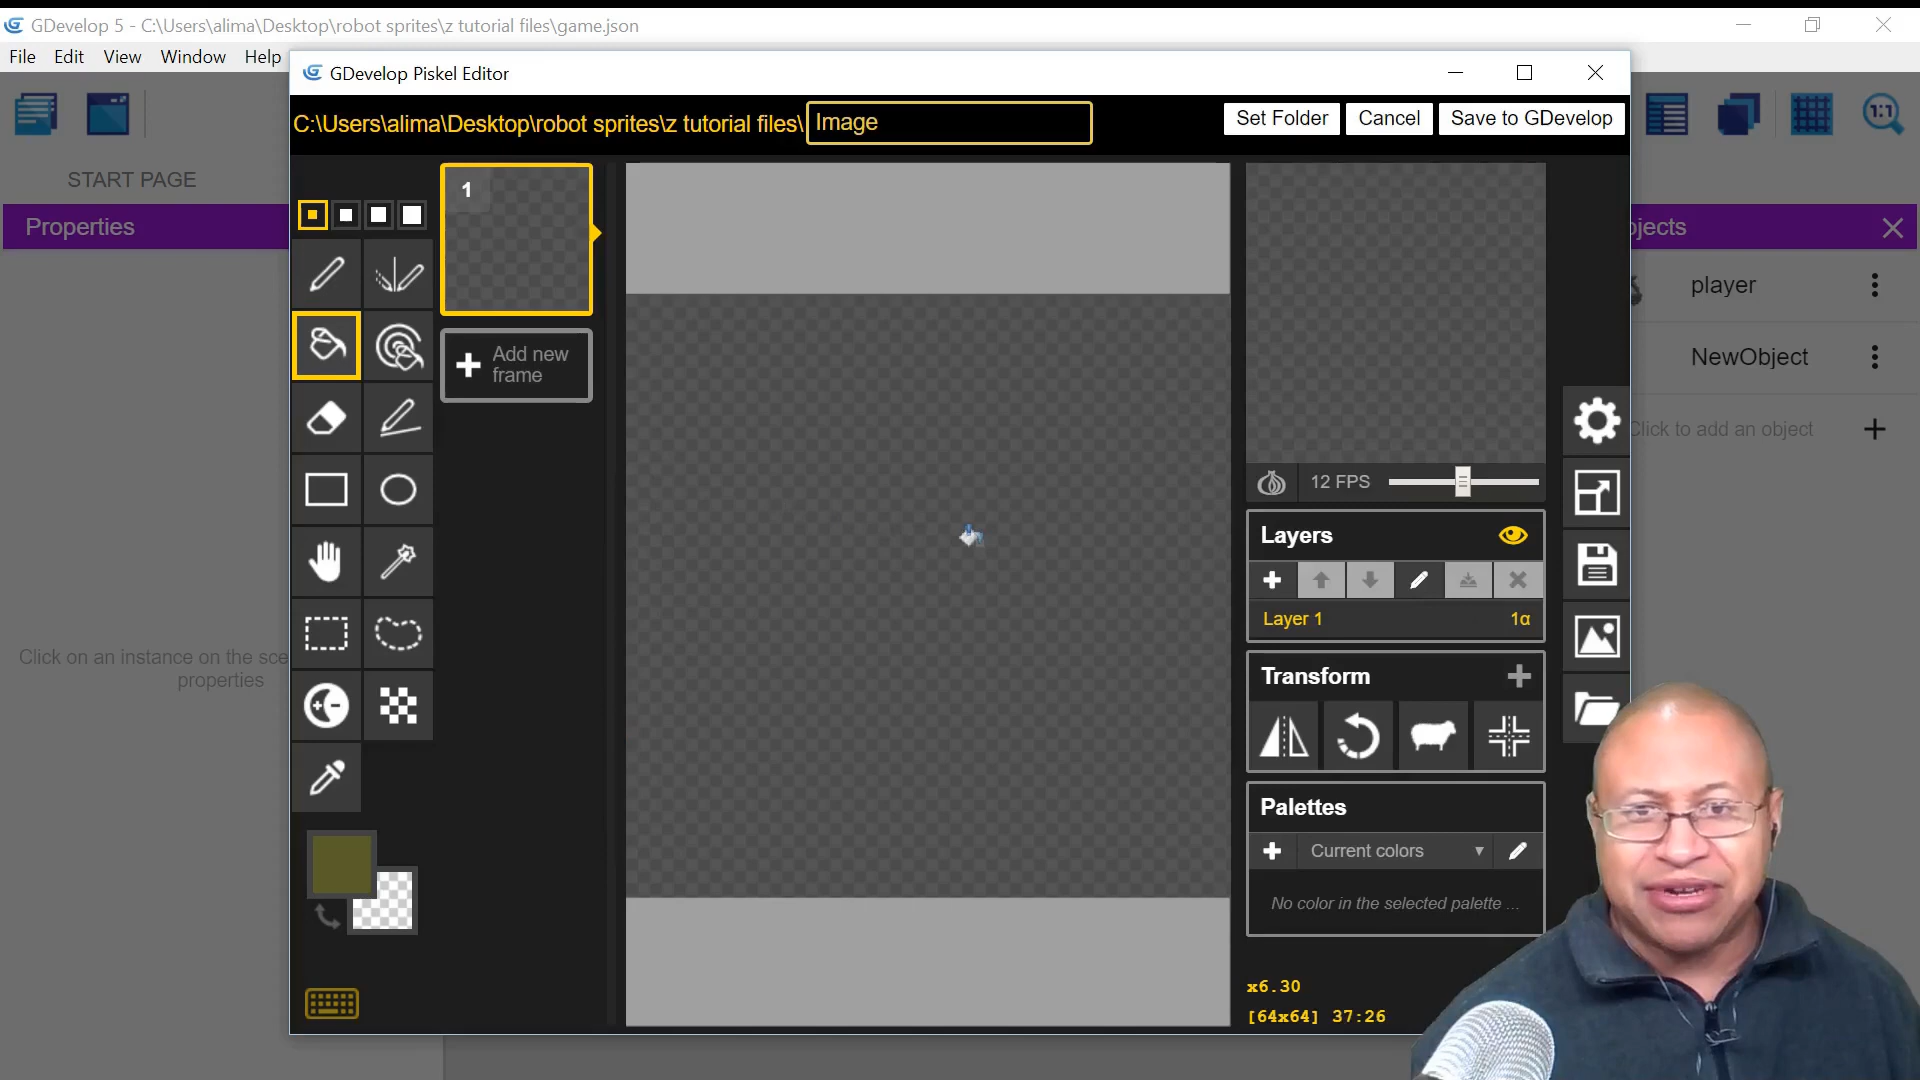 GDevelop 5 - C:\Users\alima\Desktop\robot sprites\z tutorial files\game.json
File Edit View Window Help
GDevelop Piskel Editor
C:\Users\alima\Desktop\robot sprites\z tutorial files\ Image
Set Folder Cancel Save to GDevelop
1:1
START PAGE
Properties
jects
1
player
Add new
frame
NewObject
Click to add an object
12 FPS
Layers
Layer 1 1α
Click on an instance on the sce
properties
Transform
Palettes
Current colors
No color in the selected palette ...
x6.30
[64x64] 37:26